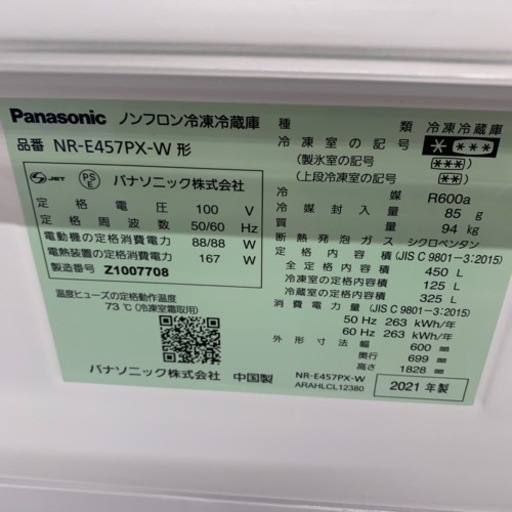 Panasonic ノンフロン冷凍冷蔵庫
品番 NR-E457PX-W 形
JET PSE パナソニック株式会社
定格電圧 100 V
定格周波数 50/60 Hz
電動機の定格消費電力 88/88 W
電熱装置の定格消費電力 167 W
製造番号 Z1007708
温度ヒューズの定格動作温度
73℃(冷凍室霜取用)
パナソニック株式会社 中国製
種類 冷凍冷蔵庫
冷凍室の記号 * ***
(製氷室の記号) ***
(上段冷凍室の記号) ***
冷媒 R600a
冷媒封入量 85 g
質量 94 kg
断熱発泡ガス シクロペンタン
定格内容積 (JIS C 9801-3:2015)
全定格内容積 450 L
冷凍室定格内容積 125 L
冷蔵室定格内容積 325 L
消費電力量 (JIS C 9801-3:2015)
50 Hz 263 kWh/年
60 Hz 263 kWh/年
外形寸法 幅 600 mm
奥行 699 mm
高さ 1828 mm
NR-E457PX-W
ARAHLCL12380
2021 年製